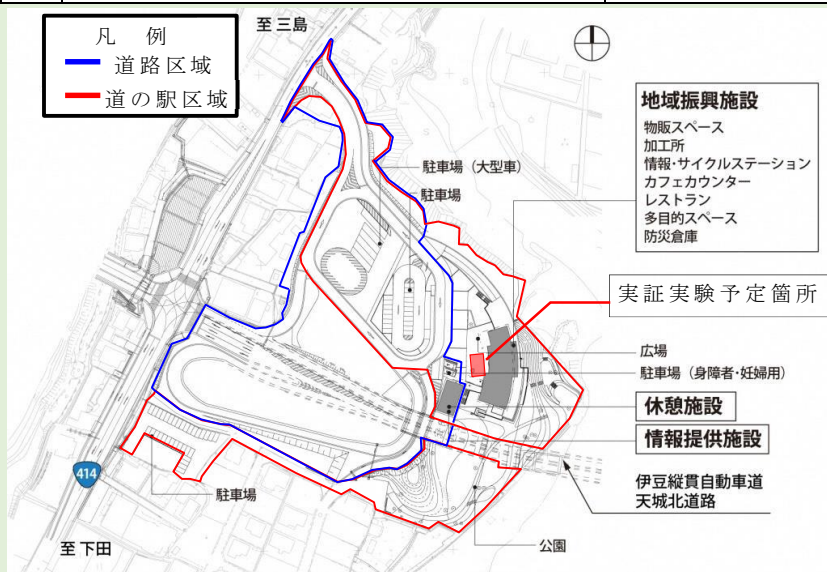 凡 例
道路区域
道の駅区域
至 三島
駐車場（大型車）
駐車場
地域振興施設
物販スペース
加工所
情報・サイクルステーション
カフェカウンター
レストラン
多目的スペース
防災倉庫
実証実験予定箇所
広場
駐車場（身障者・妊婦用）
休憩施設
情報提供施設
伊豆縦貫自動車道
天城北道路
414
駐車場
至 下田
公園